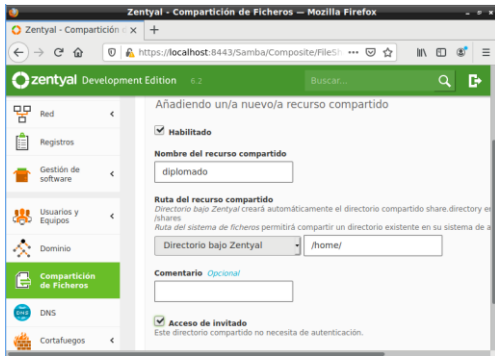 Zentyal - Compartición de Ficheros — Mozilla Firefox
Zentyal - Compartición
https://localhost:8443/Samba/Composite/FileSh
zentyal Development Edition 6.2
Buscar...
Red
Registros
Gestión de
software
Usuarios y
Equipos
Dominio
Compartición
de Ficheros
DNS
Cortafuegos
Añadiendo un/a nuevo/a recurso compartido
Habilitado
Nombre del recurso compartido
diplomado
Ruta del recurso compartido
Directorio bajo Zentyal creará automáticamente el directorio compartido share.directory en
/shares
Ruta del sistema de ficheros permitirá compartir un directorio existente en su sistema de a
Directorio bajo Zentyal
/home/
Comentario Opcional
Acceso de invitado
Este directorio compartido no necesita de autenticación.